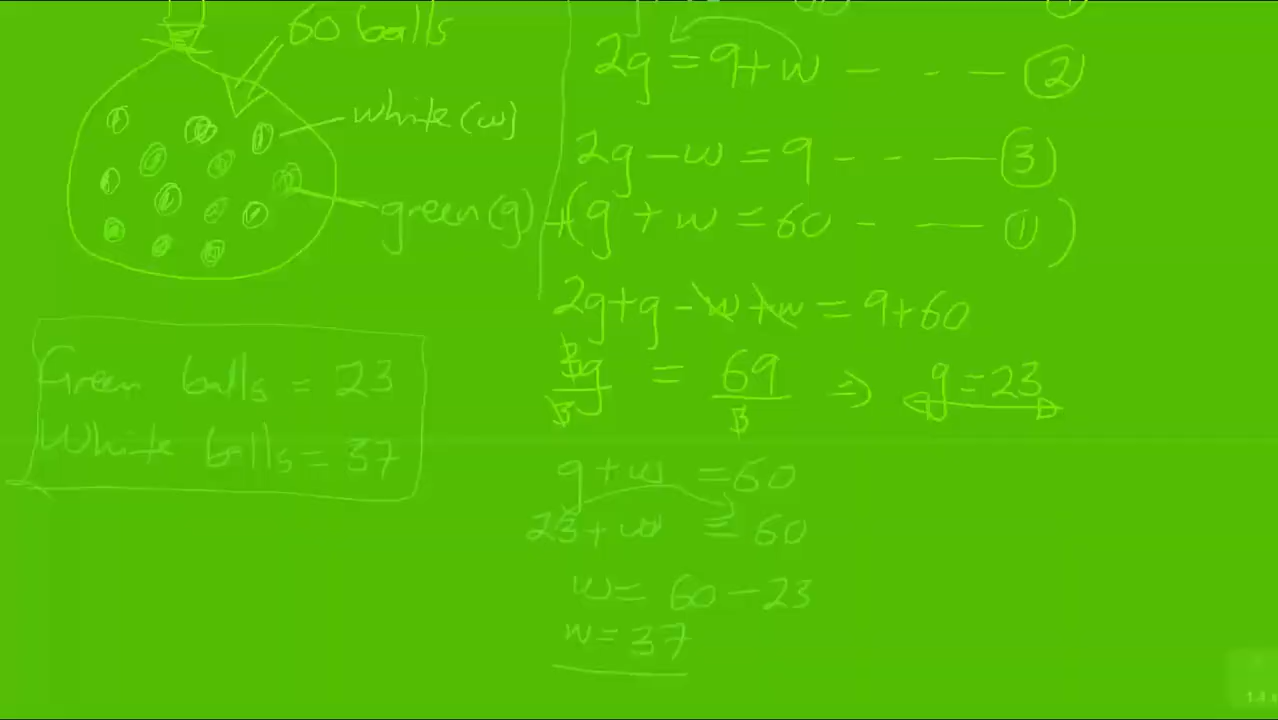 60 balls
white (w)
green (g)
Green balls = 23
White balls = 37
2g = 9 + w - - - — ②
2g - w = 9 - - - — ③
+ (g + w = 60 - — ①)
2g + g - w + w = 9 + 60
3g/3 = 69/3 ⇒ g = 23
g + w = 60
23 + w = 60
w = 60 - 23
w = 37